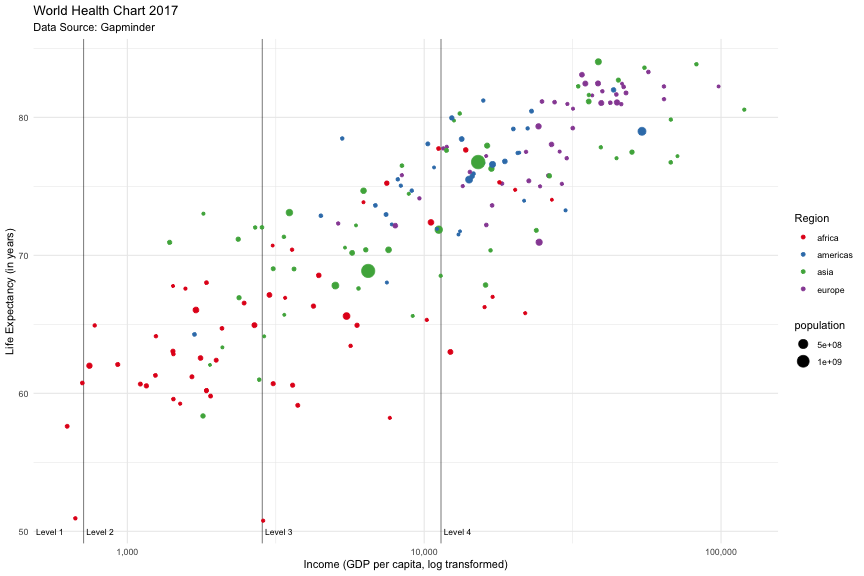 World Health Chart 2017
Data Source: Gapminder
80
70
60
50
Life Expectancy (in years)
Level 1
Level 2
Level 3
Level 4
1,000
10,000
100,000
Income (GDP per capita, log transformed)
Region
africa
americas
asia
europe
population
5e+08
1e+09